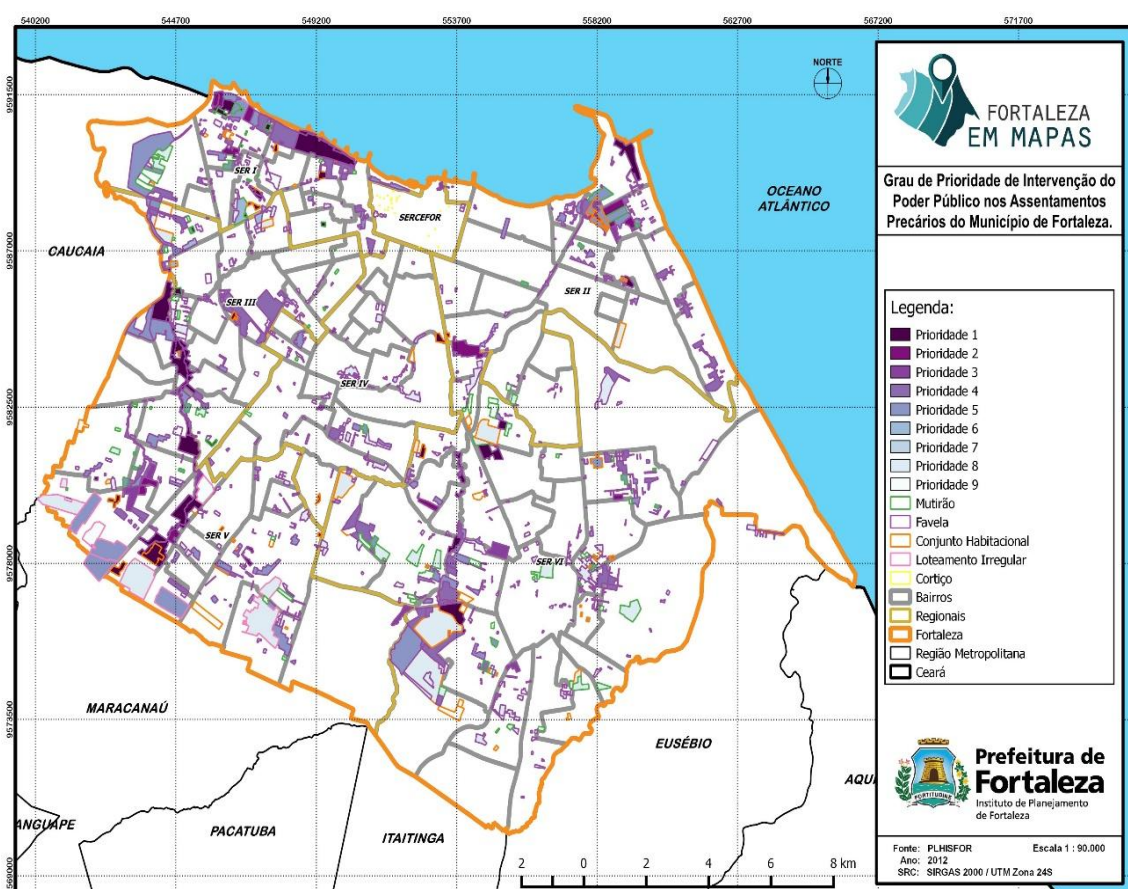 540200 544700 549200 553700 558200 562700 567200 571700
9591500
9587000
9582500
9578000
9573500
NORTE
OCEANO
ATLÂNTICO
CAUCAIA
SER I
SERCEFOR
SER II
SER III
SER IV
SER V
SER VI
MARACANAÚ
EUSÉBIO
ANGUAPE
PACATUBA
ITAITINGA
AQUI
2 0 2 4 6 8 km
FORTALEZA
EM MAPAS
Grau de Prioridade de Intervenção do
Poder Público nos Assentamentos
Precários do Município de Fortaleza.
Legenda:
Prioridade 1
Prioridade 2
Prioridade 3
Prioridade 4
Prioridade 5
Prioridade 6
Prioridade 7
Prioridade 8
Prioridade 9
Mutirão
Favela
Conjunto Habitacional
Loteamento Irregular
Cortiço
Bairros
Regionais
Fortaleza
Região Metropolitana
Ceará
FORTITUDINE
Prefeitura de
Fortaleza
Instituto de Planejamento
de Fortaleza
Fonte: PLHISFOR Escala 1 : 90.000
Ano: 2012
SRC: SIRGAS 2000 / UTM Zona 24S